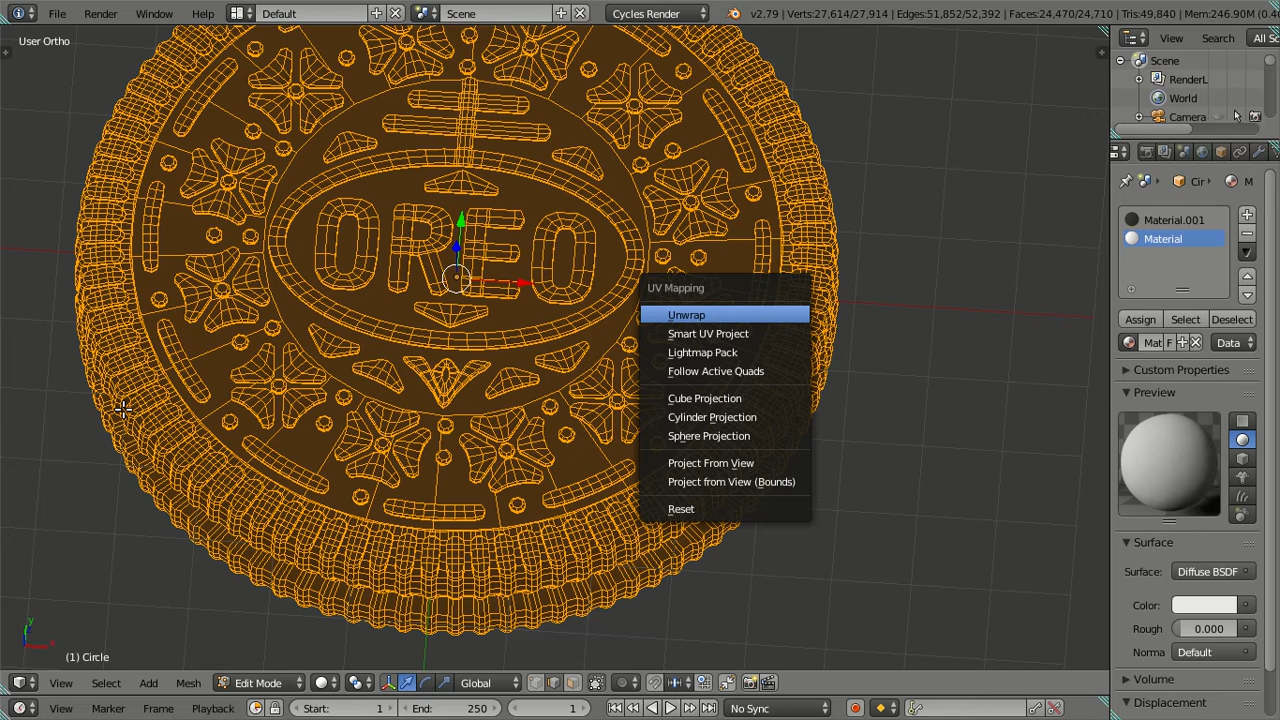 File Render Window Help Default Scene Cycles Render v2.79 | Verts:27,614/27,914 | Edges:51,852/52,392 | Faces:24,470/24,710 | Tris:49,840 | Mem:246.90M (0.4
User Ortho
View Search All Sc
Scene
RenderL
World
Camera
Cir M
Material.001
Material
OREO
UV Mapping
Unwrap
Smart UV Project
Lightmap Pack
Follow Active Quads
Cube Projection
Cylinder Projection
Sphere Projection
Project From View
Project from View (Bounds)
Reset
Assign Select Deselect
Mat F Data
Custom Properties
Preview
Surface
Surface: Diffuse BSDF
Color:
Rough 0.000
Norma Default
Volume
Displacement
y
x
(1) Circle
View Select Add Mesh Edit Mode Global
View Marker Frame Playback Start: 1 End: 250 1 No Sync